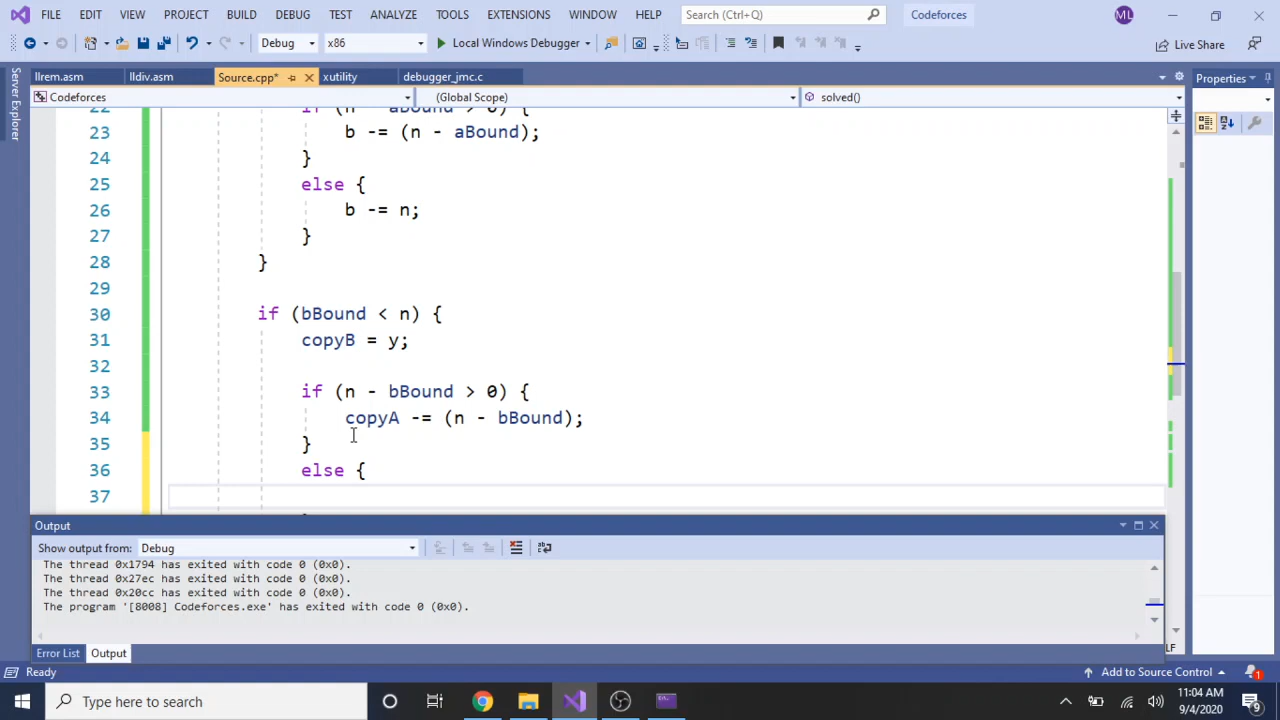 FILE EDIT VIEW PROJECT BUILD DEBUG TEST ANALYZE TOOLS EXTENSIONS WINDOW HELP Search (Ctrl+Q) Codeforces ML
Debug x86 Local Windows Debugger Live Share
llrem.asm lldiv.asm Source.cpp* xutility debugger_jmc.c Properties
Server Explorer
Codeforces (Global Scope) solved()
22 if (n - aBound > 0) {
23 b -= (n - aBound);
24 }
25 else {
26 b -= n;
27 }
28 }
29
30 if (bBound < n) {
31 copyB = y;
32
33 if (n - bBound > 0) {
34 copyA -= (n - bBound);
35 }
36 else {
37
Output
Show output from: Debug
The thread 0x1794 has exited with code 0 (0x0).
The thread 0x27ec has exited with code 0 (0x0).
The thread 0x20cc has exited with code 0 (0x0).
The program '[8008] Codeforces.exe' has exited with code 0 (0x0).
LF
Error List Output
Ready Add to Source Control 1
Type here to search
11:04 AM
9/4/2020
9